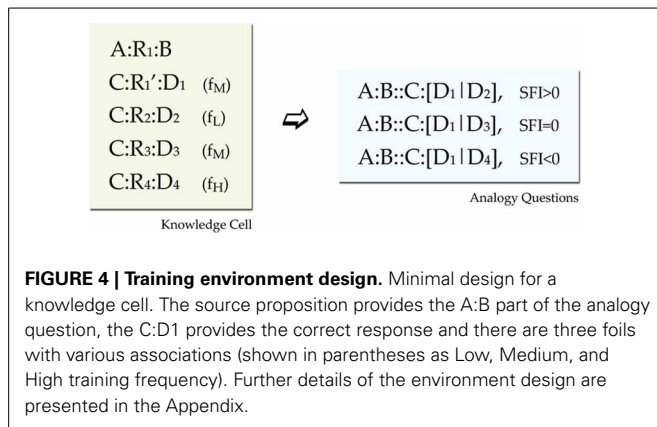 A:R1:B
C:R1':D1 (fM)
C:R2:D2 (fL)
C:R3:D3 (fM)
C:R4:D4 (fH)
Knowledge Cell
⇨
A:B::C:[D1|D2], SFI>0
A:B::C:[D1|D3], SFI=0
A:B::C:[D1|D4], SFI<0
Analogy Questions
FIGURE 4 | Training environment design. Minimal design for a
knowledge cell. The source proposition provides the A:B part of the analogy
question, the C:D1 provides the correct response and there are three foils
with various associations (shown in parentheses as Low, Medium, and
High training frequency). Further details of the environment design are
presented in the Appendix.